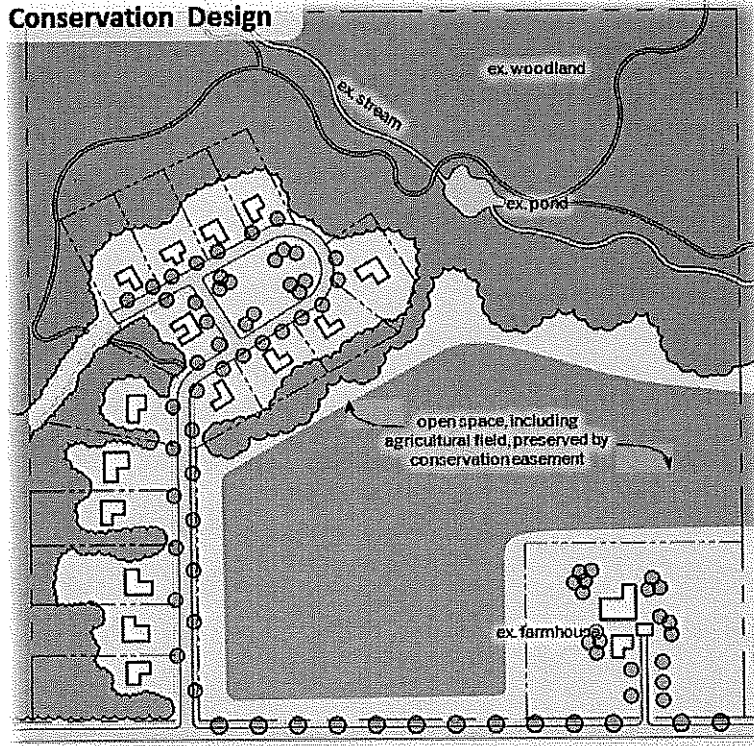 Conservation Design
ex. woodland
ex. stream
ex. pond
open space, including
agricultural field, preserved by
conservation easement
ex. farmhouse